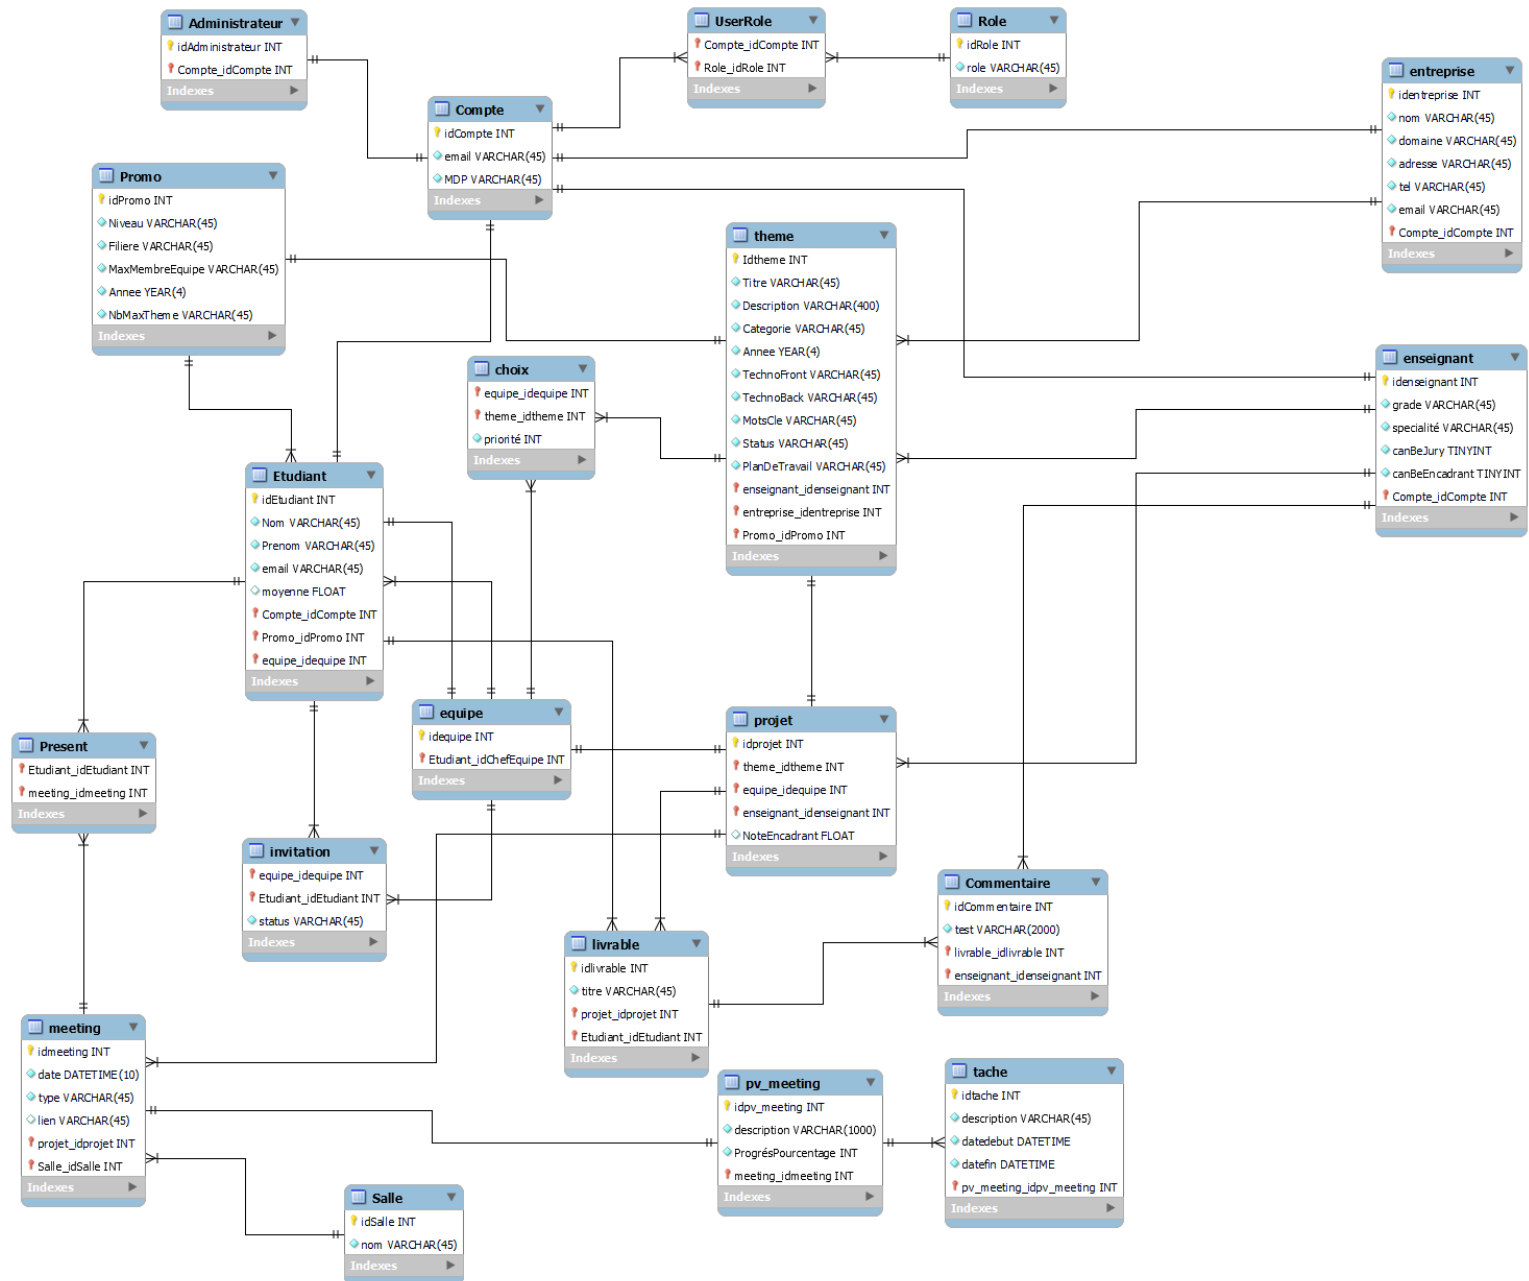 Administrateur
idAdministrateur INT
Compte_idCompte INT
Indexes
UserRole
Compte_idCompte INT
Role_idRole INT
Indexes
Role
idRole INT
role VARCHAR(45)
Indexes
entreprise
identreprise INT
nom VARCHAR(45)
domaine VARCHAR(45)
adresse VARCHAR(45)
tel VARCHAR(45)
email VARCHAR(45)
Compte_idCompte INT
Indexes
Compte
idCompte INT
email VARCHAR(45)
MDP VARCHAR(45)
Indexes
Promo
idPromo INT
Niveau VARCHAR(45)
Filiere VARCHAR(45)
MaxMembreEquipe VARCHAR(45)
Annee YEAR(4)
NbMaxTheme VARCHAR(45)
Indexes
theme
Idtheme INT
Titre VARCHAR(45)
Description VARCHAR(400)
Categorie VARCHAR(45)
Annee YEAR(4)
TechnoFront VARCHAR(45)
TechnoBack VARCHAR(45)
MotsCle VARCHAR(45)
Status VARCHAR(45)
PlanDeTravail VARCHAR(45)
enseignant_idenseignant INT
entreprise_identreprise INT
Promo_idPromo INT
Indexes
choix
equipe_idequipe INT
theme_idtheme INT
priorité INT
Indexes
enseignant
idenseignant INT
grade VARCHAR(45)
specialité VARCHAR(45)
canBeJury TINYINT
canBeEncadrant TINYINT
Compte_idCompte INT
Indexes
Etudiant
idEtudiant INT
Nom VARCHAR(45)
Prenom VARCHAR(45)
email VARCHAR(45)
moyenne FLOAT
Compte_idCompte INT
Promo_idPromo INT
equipe_idequipe INT
Indexes
equipe
idequipe INT
Etudiant_idChefEquipe INT
Indexes
projet
idprojet INT
theme_idtheme INT
equipe_idequipe INT
enseignant_idenseignant INT
NoteEncadrant FLOAT
Indexes
Present
Etudiant_idEtudiant INT
meeting_idmeeting INT
Indexes
invitation
equipe_idequipe INT
Etudiant_idEtudiant INT
status VARCHAR(45)
Indexes
Commentaire
idCommentaire INT
test VARCHAR(2000)
livrable_idlivrable INT
enseignant_idenseignant INT
Indexes
livrable
idlivrable INT
titre VARCHAR(45)
projet_idprojet INT
Etudiant_idEtudiant INT
Indexes
meeting
idmeeting INT
date DATETIME(10)
type VARCHAR(45)
lien VARCHAR(45)
projet_idprojet INT
Salle_idSalle INT
Indexes
pv_meeting
idpv_meeting INT
description VARCHAR(1000)
ProgrésPourcentage INT
meeting_idmeeting INT
Indexes
tache
idtache INT
description VARCHAR(45)
datedebut DATETIME
datefin DATETIME
pv_meeting_idpv_meeting INT
Indexes
Salle
idSalle INT
nom VARCHAR(45)
Indexes